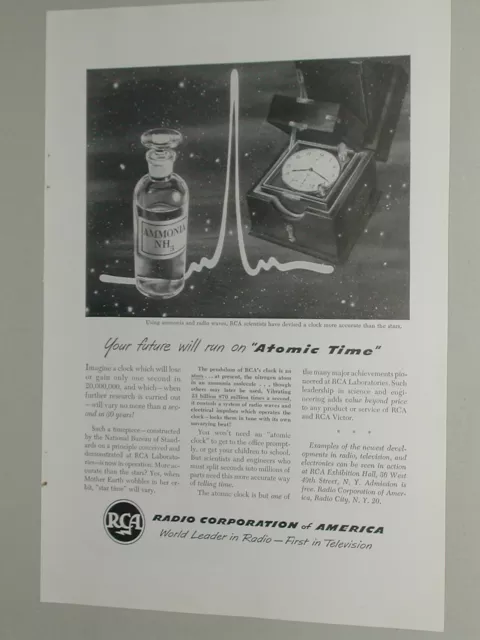 AMMONIA
NH3
Using ammonia and radio waves, RCA scientists have devised a clock more accurate than the stars.
Your future will run on "Atomic Time"
Imagine a clock which will lose
or gain only one second in
20,000,000, and which—when
further research is carried out
—will vary no more than a sec-
ond in 30 years!
Such a timepiece—constructed
by the National Bureau of Stand-
ards on a principle conceived and
demonstrated at RCA Laborato-
ries—is now in operation. More ac-
curate than the stars? Yes, when
Mother Earth wobbles in her or-
bit, "star time" will vary.
The pendulum of RCA's clock is an
atom . . . at present, the nitrogen atom
in an ammonia molecule . . . though
others may later be used. Vibrating
23 billion 870 million times a second,
it controls a system of radio waves and
electrical impulses which operates the
clock—locks them in tune with its own
unvarying beat!
You won't need an "atomic
clock" to get to the office prompt-
ly, or get your children to school.
But scientists and engineers who
must split seconds into millions of
parts need this more accurate way
of telling time.
The atomic clock is but one of
the many major achievements pio-
neered at RCA Laboratories. Such
leadership in science and engi-
neering adds value beyond price
to any product or service of RCA
and RCA Victor.
* * *
Examples of the newest devel-
opments in radio, television, and
electronics can be seen in action
at RCA Exhibition Hall, 36 West
49th Street, N. Y. Admission is
free. Radio Corporation of Amer-
ica, Radio City, N. Y. 20.
RCA
RADIO CORPORATION of AMERICA
World Leader in Radio—First in Television